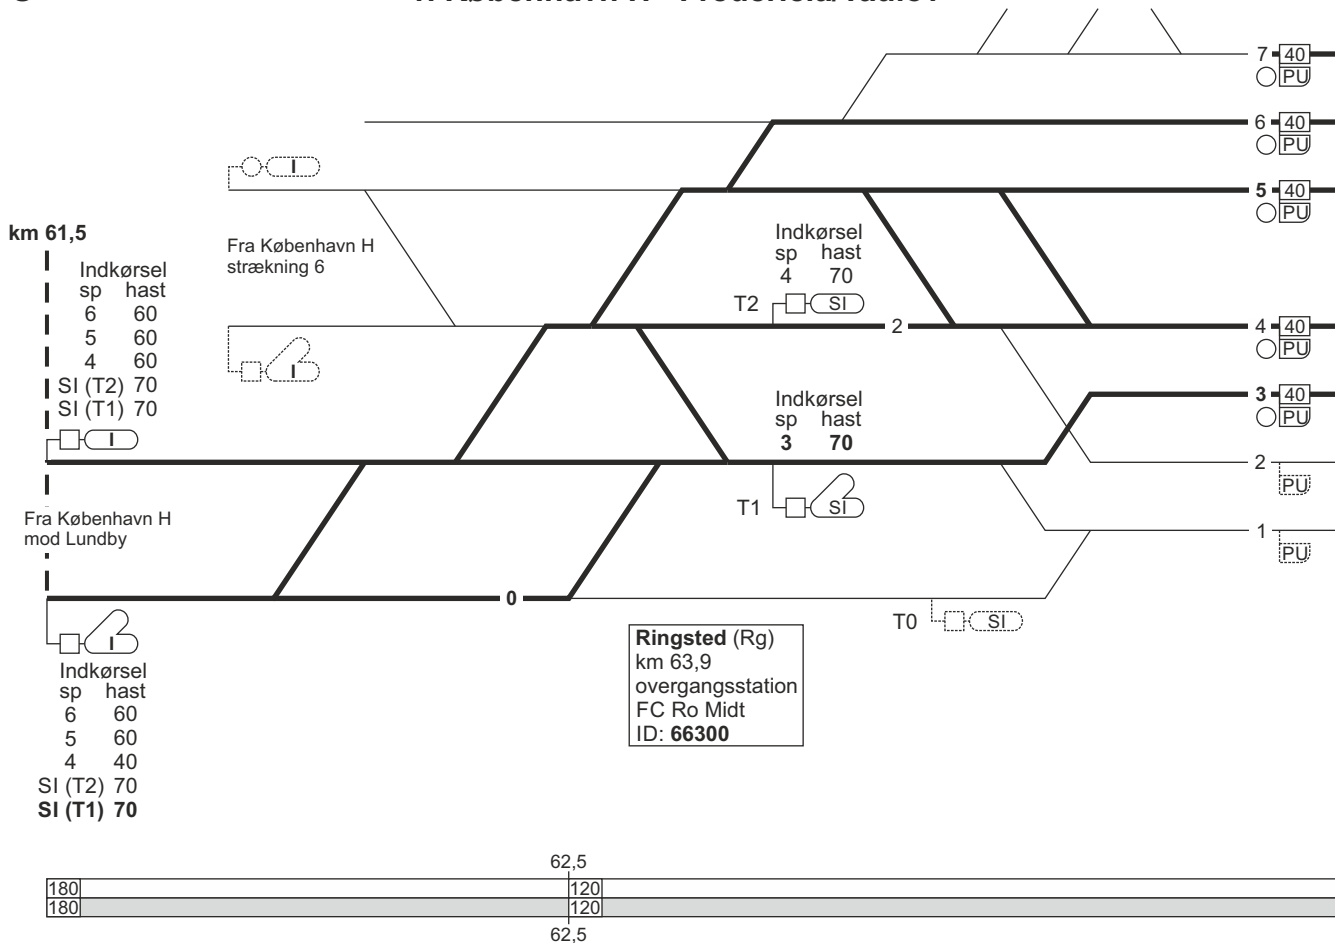 7
40
PU
6
40
PU
I
5
40
PU
km 61,5
Fra København H
strækning 6
Indkørsel
sp hast
4 70
T2
SI
2
4
40
PU
Indkørsel
sp hast
6 60
5 60
4 60
SI (T2) 70
SI (T1) 70
I
I
Indkørsel
sp hast
3 70
3
40
PU
2
PU
T1
SI
Fra København H
mod Lundby
1
PU
0
T0
SI
I
Indkørsel
sp hast
6 60
5 60
4 40
SI (T2) 70
SI (T1) 70
Ringsted (Rg)
km 63,9
overgangsstation
FC Ro Midt
ID: 66300
62,5
180 120
180 120
62,5